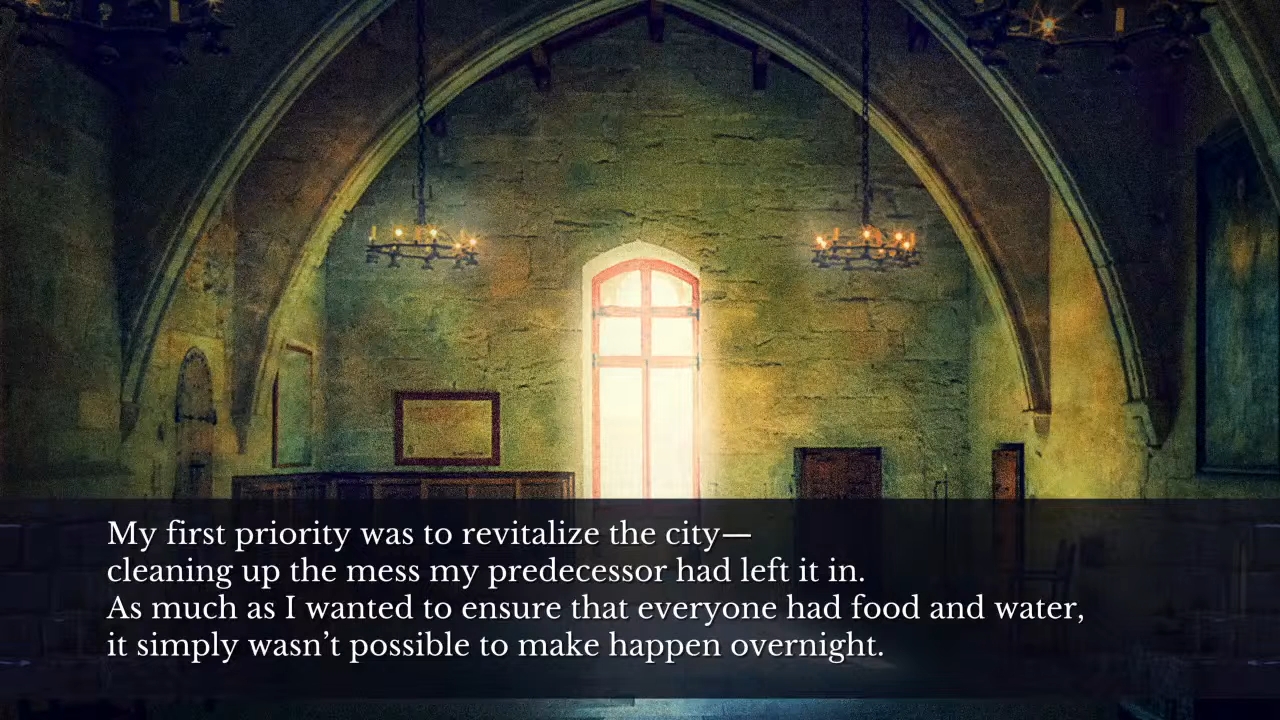 My first priority was to revitalize the city—
cleaning up the mess my predecessor had left it in.
As much as I wanted to ensure that everyone had food and water,
it simply wasn’t possible to make happen overnight.